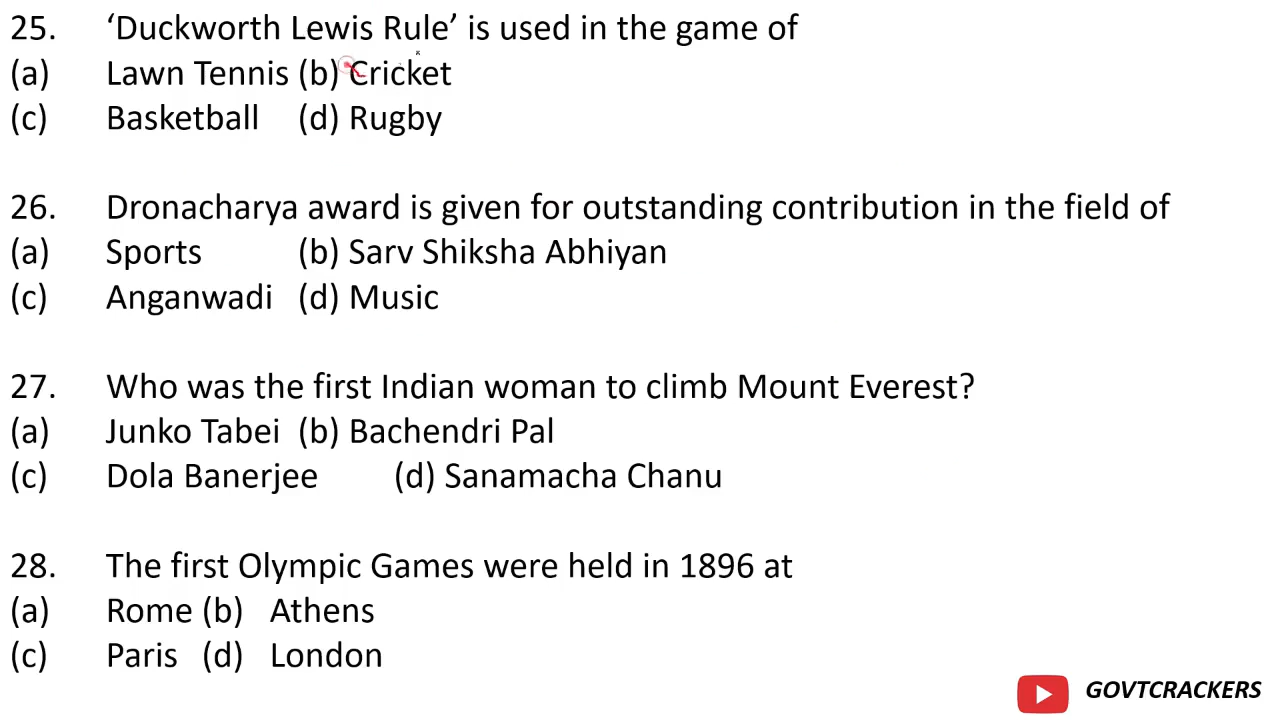 25. ‘Duckworth Lewis Rule’ is used in the game of
(a) Lawn Tennis (b) Cricket
(c) Basketball (d) Rugby
26. Dronacharya award is given for outstanding contribution in the field of
(a) Sports (b) Sarv Shiksha Abhiyan
(c) Anganwadi (d) Music
27. Who was the first Indian woman to climb Mount Everest?
(a) Junko Tabei (b) Bachendri Pal
(c) Dola Banerjee (d) Sanamacha Chanu
28. The first Olympic Games were held in 1896 at
(a) Rome (b) Athens
(c) Paris (d) London
GOVTCRACKERS